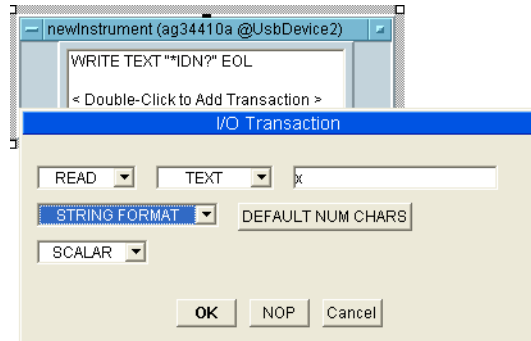 newInstrument (ag34410a @UsbDevice2)
WRITE TEXT "*IDN?" EOL
< Double-Click to Add Transaction >
I/O Transaction
READ TEXT x
STRING FORMAT DEFAULT NUM CHARS
SCALAR
OK NOP Cancel